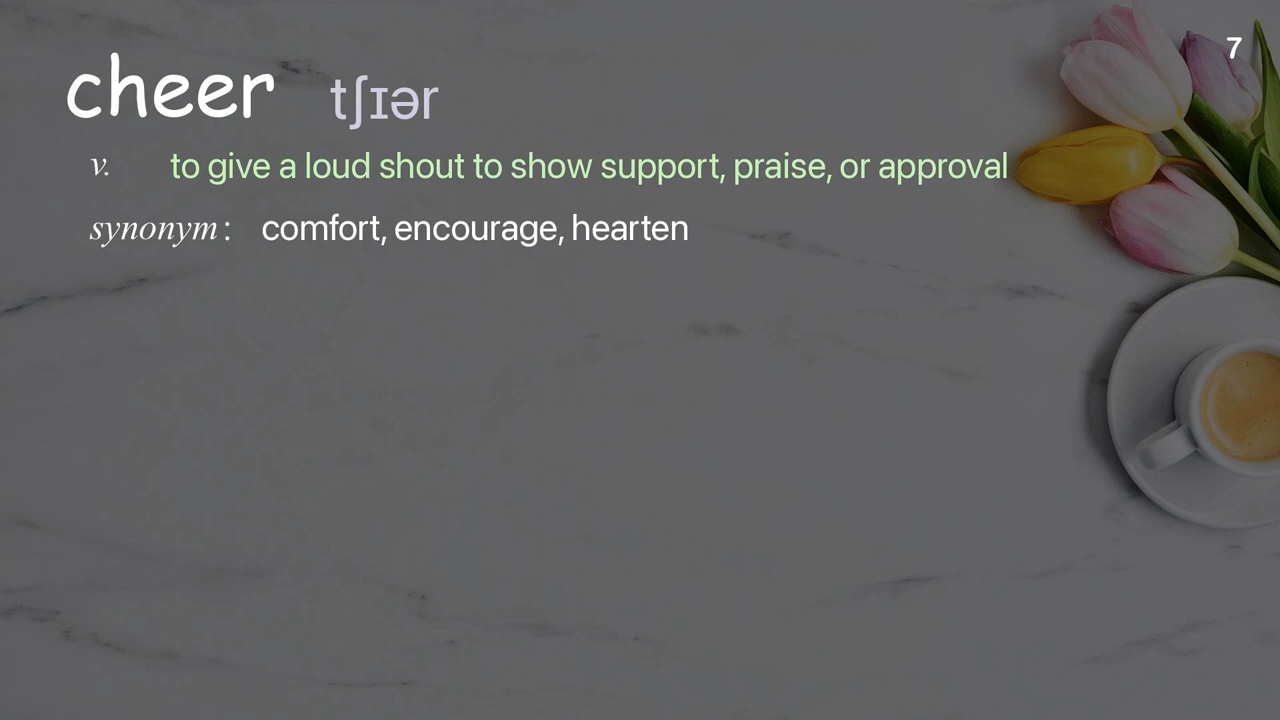 7
cheer tʃɪər
v. to give a loud shout to show support, praise, or approval
synonym : comfort, encourage, hearten